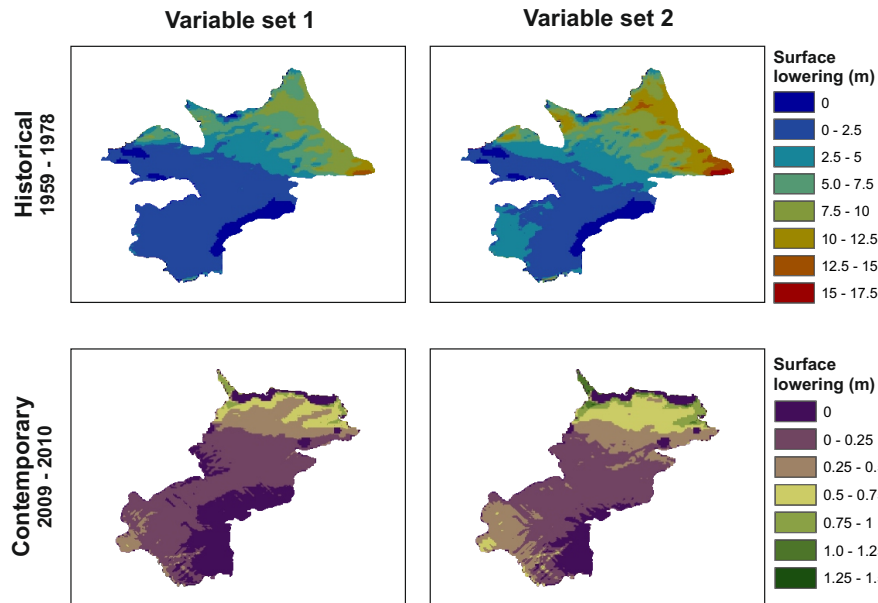 Variable set 1
Variable set 2
Historical
1959 - 1978
Surface
lowering (m)
0
0 - 2.5
2.5 - 5
5.0 - 7.5
7.5 - 10
10 - 12.5
12.5 - 15
15 - 17.5
Contemporary
2009 - 2010
Surface
lowering (m)
0
0 - 0.25
0.25 - 0.
0.5 - 0.7
0.75 - 1
1.0 - 1.2
1.25 - 1.